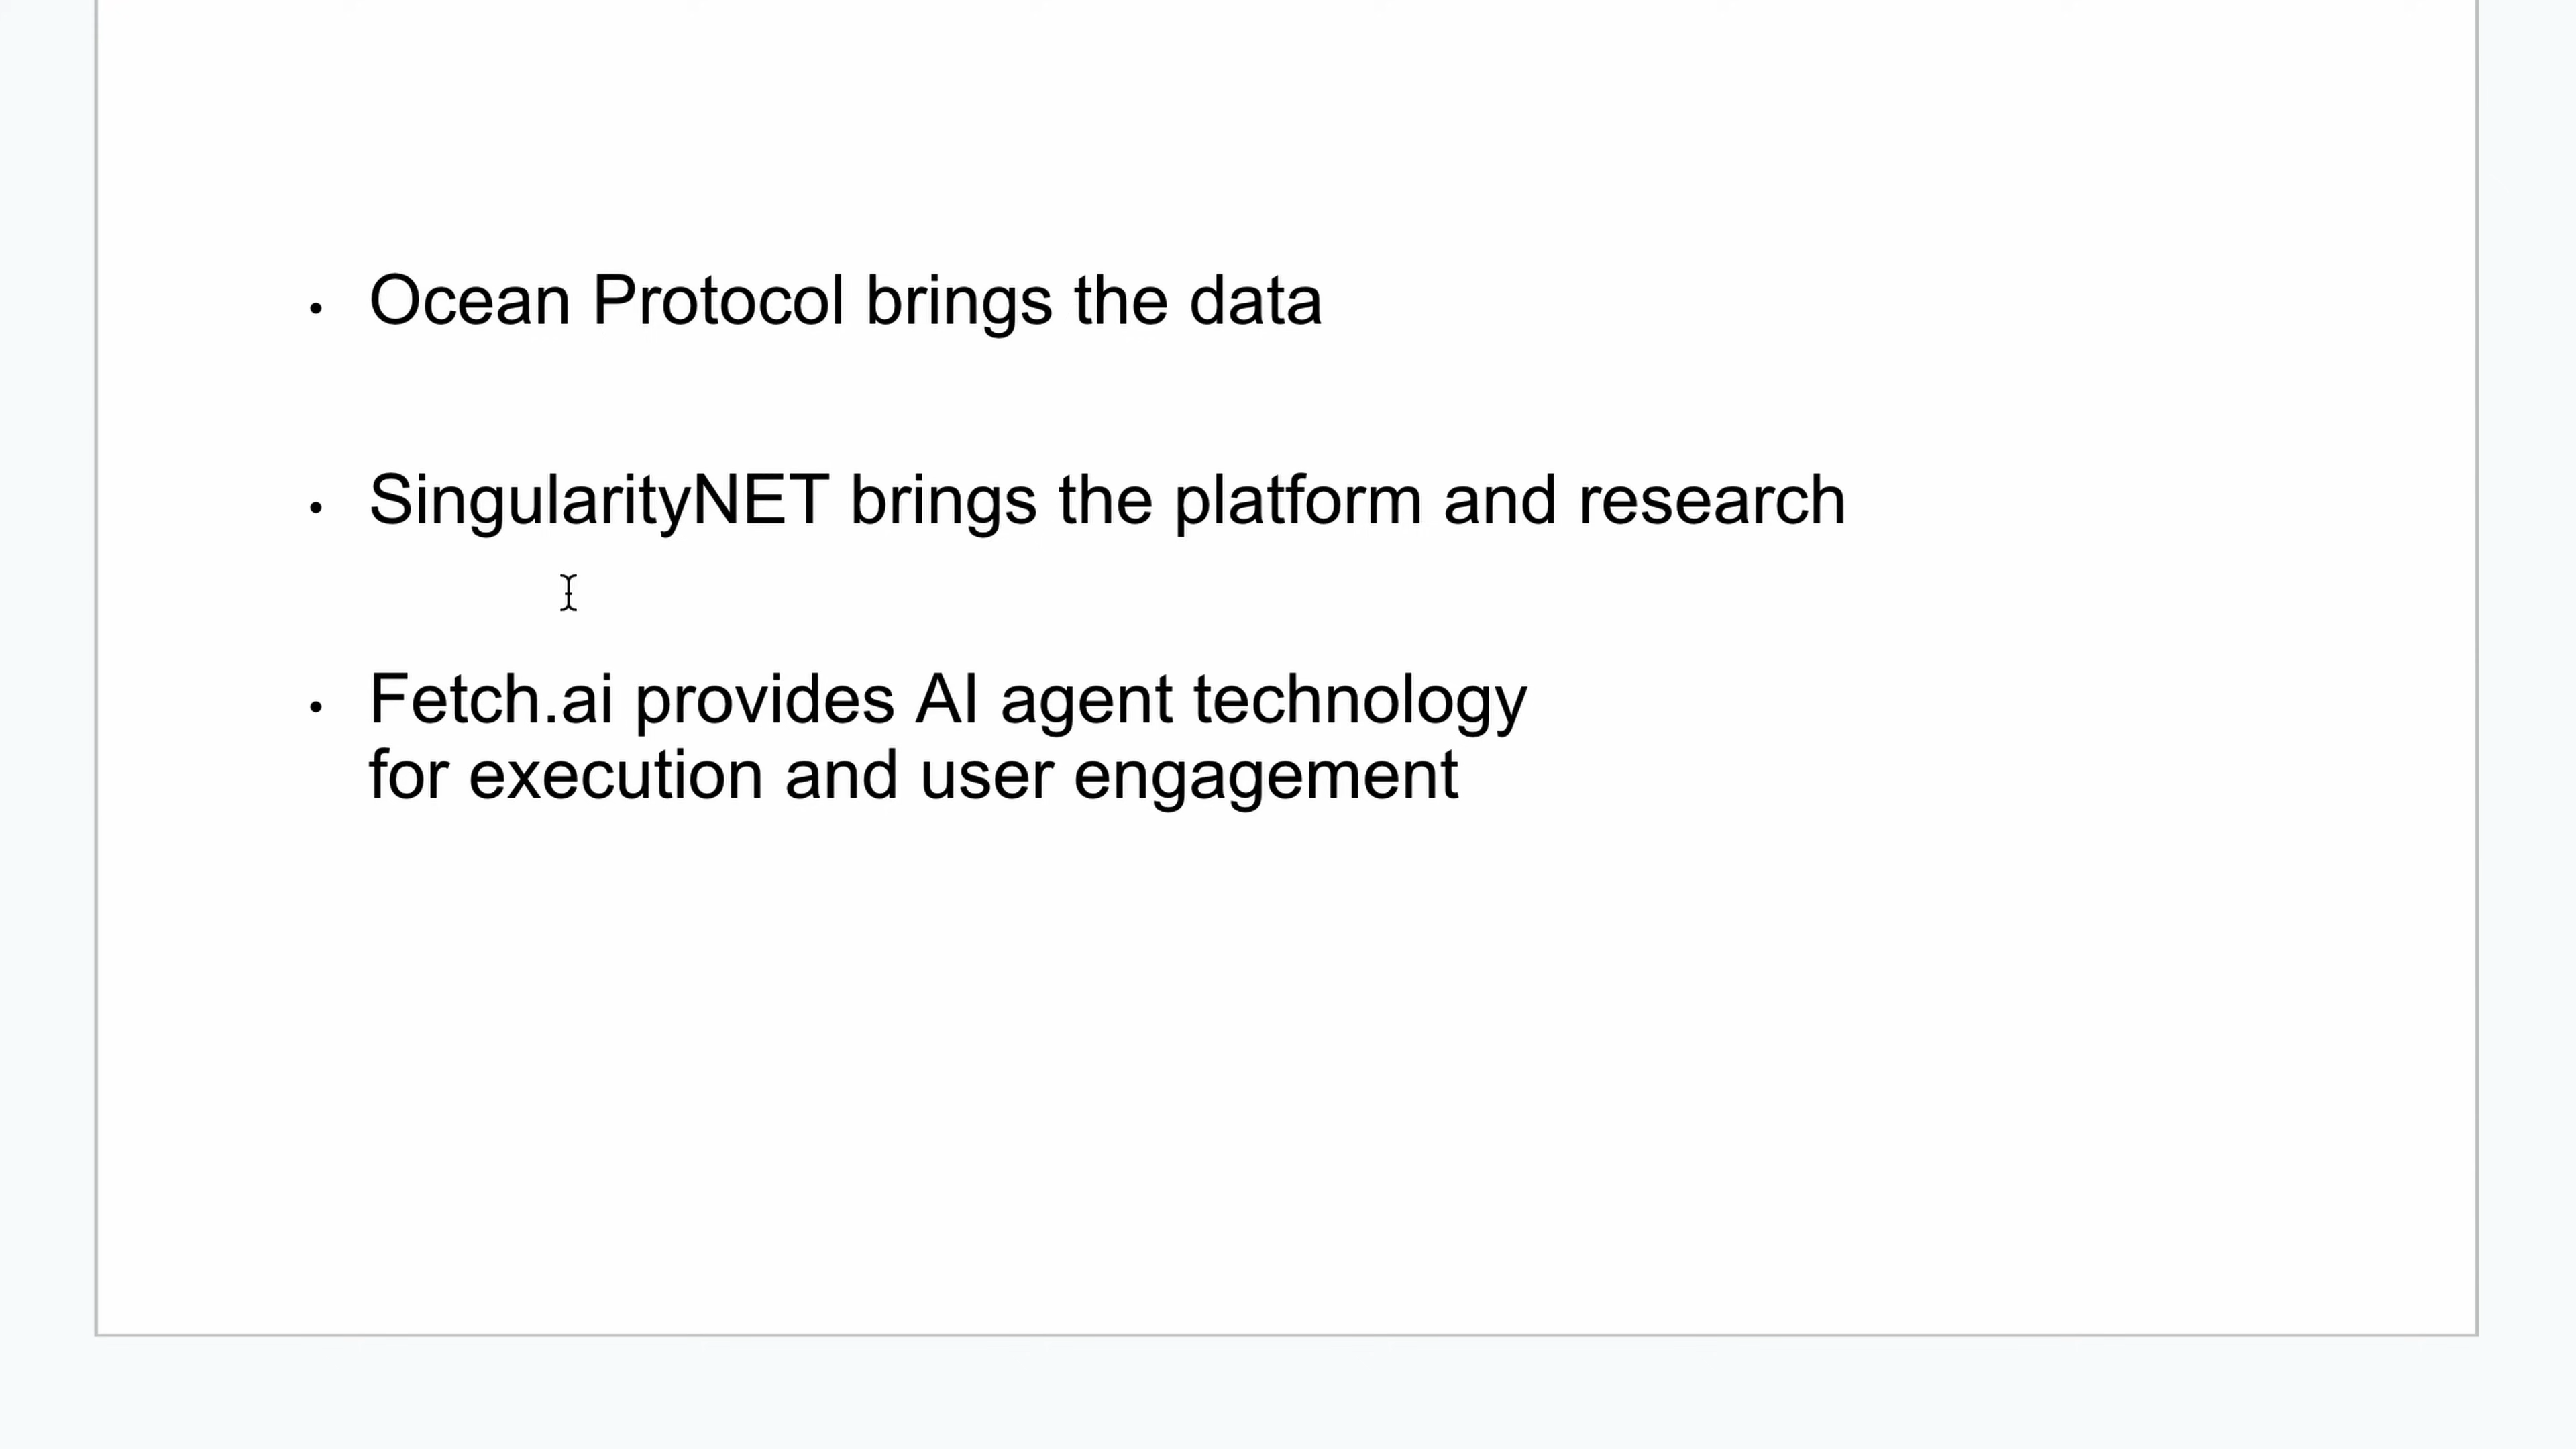 • Ocean Protocol brings the data
• SingularityNET brings the platform and research
• Fetch.ai provides AI agent technology
for execution and user engagement